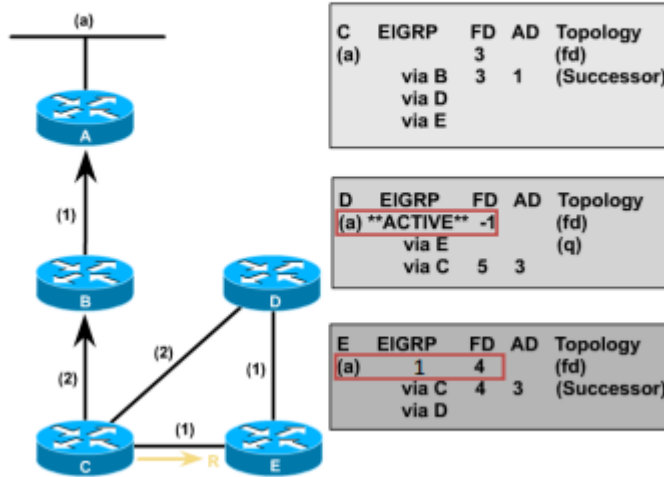 (a)
A
(1)
B
D
(2)
(2)
(1)
(1)
C
R
E
C EIGRP FD AD Topology
(a) 3 (fd)
via B 3 1 (Successor)
via D
via E
D EIGRP FD AD Topology
(a) **ACTIVE** -1 (fd)
via E (q)
via C 5 3
E EIGRP FD AD Topology
(a) 1 4 (fd)
via C 4 3 (Successor)
via D